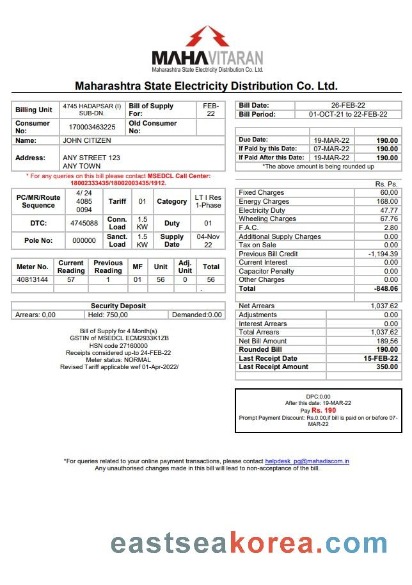 MAHAVITARAN
Maharashtra State Electricity Distribution Co. Ltd.
Maharashtra State Electricity Distribution Co. Ltd.
Billing Unit 4745 HADAPSAR (I) SUB-DN. Bill of Supply For: FEB-22
Consumer No: 170003463225 Old Consumer No:
Name: JOHN CITIZEN
Address: ANY STREET 123
ANY TOWN
* For any queries on this bill please contact MSEDCL Call Center:
18002333435/18002003435/1912.
PC/MR/Route Sequence 4/ 24 4085 0094 Tariff 01 Category LT I Res 1-Phase
DTC: 4745088 Conn. Load 1.5 KW Duty 01
Pole No: 000000 Sanct. Load 1.5 KW Supply Date 04-Nov 22
Meter No. Current Reading Previous Reading MF Unit Adj. Unit Total
40813144 57 1 01 56 0 56
Security Deposit
Arrears: 0,00 Held: 750,00 Demanded:0.00
Bill of Supply for 4 Month(s)
GSTIN of MSEDCL ECM2933K1ZB
HSN code 27160000
Receipts considered up-to 24-FEB-22
Meter status: NORMAL
Revised Tariff applicable wef 01-Apr-2022/
Bill Date: 26-FEB-22
Bill Period: 01-OCT-21 to 22-FEB-22
Due Date: 19-MAR-22 190.00
If Paid by this Date: 07-MAR-22 190.00
If Paid After this Date: 19-MAR-22 190.00
*The above amount is being rounded up
Rs. Ps.
Fixed Charges 60,00
Energy Charges 168.00
Electricity Duty 47,77
Wheeling Charges 67.76
F.A.C. 2.80
Additional Supply Charges 0.00
Tax on Sale 0.00
Previous Bill Credit -1,194.39
Current Interest 0.00
Capacitor Penalty 0.00
Other Charges 0.00
Total -848.06
Net Arrears 1,037.62
Adjustments 0.00
Interest Arrears 0.00
Total Arrears 1,037.62
Net Bill Amount 189,56
Rounded Bill 190.00
Last Receipt Date 15-FEB-22
Last Receipt Amount 350.00
DPC:0.00
After this date: 19-MAR-22
Pay Rs. 190
Prompt Payment Discount: Rs.0.00,if bill is paid on or before 07-MAR-22
*For queries related to your online payment transactions, please contact helpdesk_pg@mahadiacom.in
Any unauthorised changes made in this bill will lead to non-acceptance of the bill.
eastseakorea.com